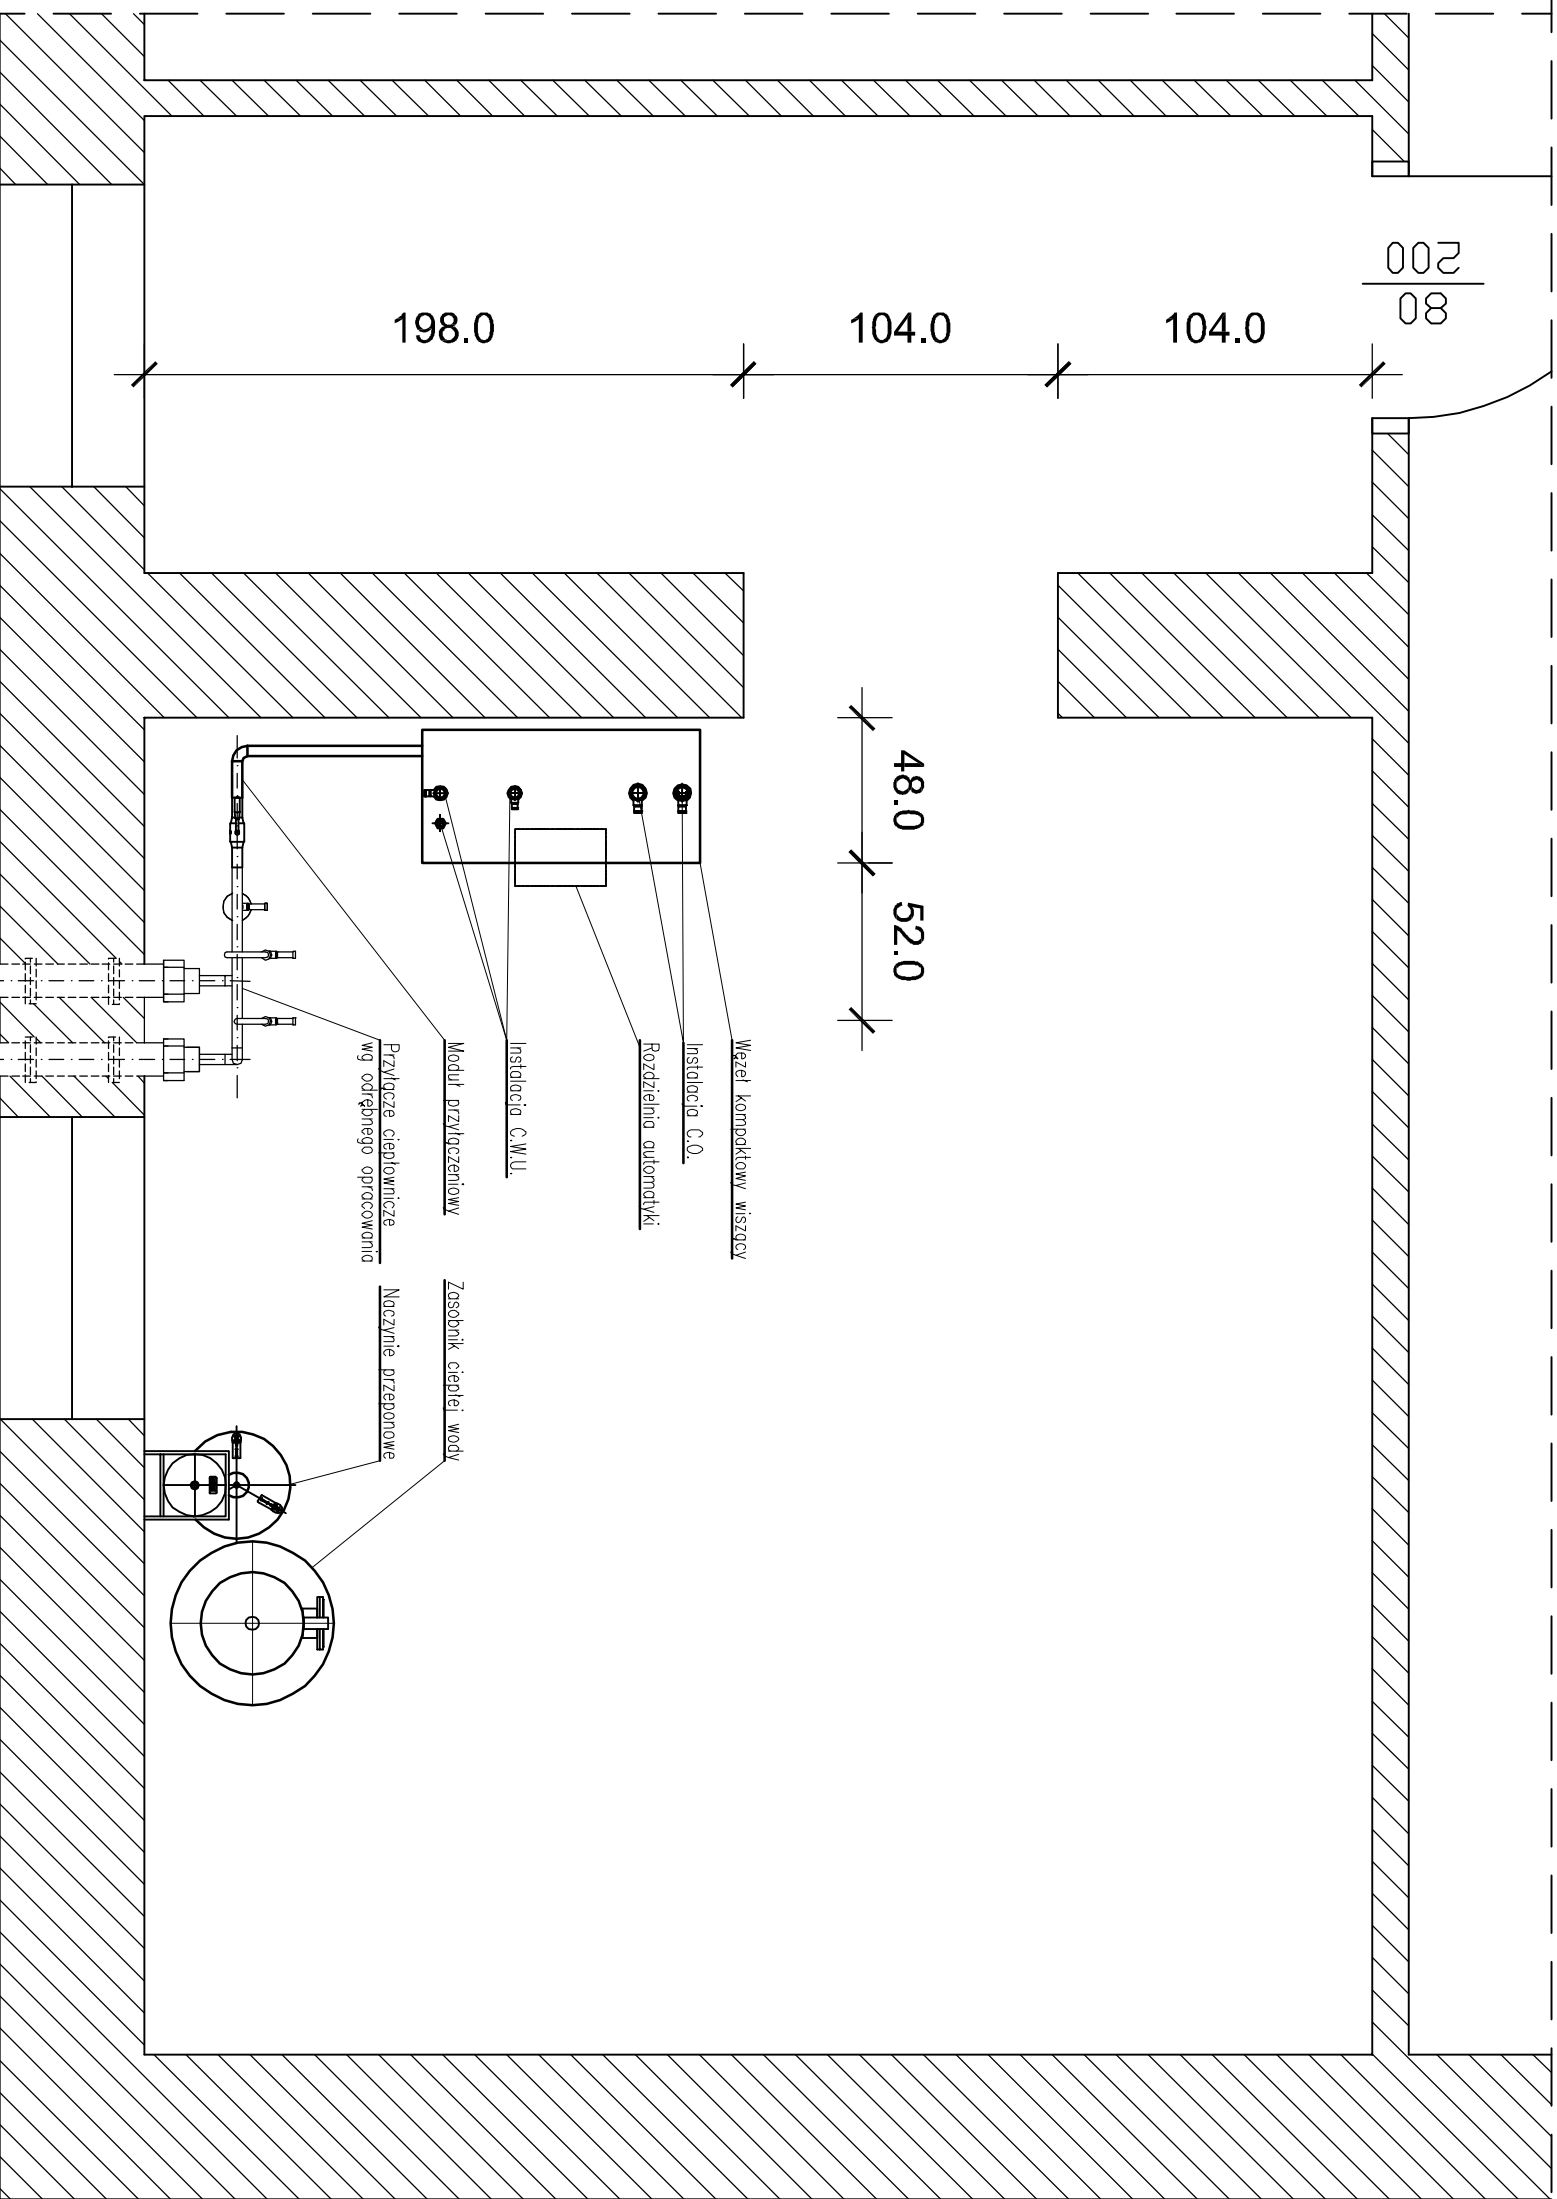 200
80
198.0
104.0
104.0
48.0
52.0
Węzeł kompaktowy wiszący
Instalacja C.O.
Rozdzielnia automatyki
Instalacja C.W.U.
Moduł przyłączeniowy
Przyłącze ciepłownicze
wg odrębnego opracowania
Zasobnik ciepłej wody
Naczynie przeponowe